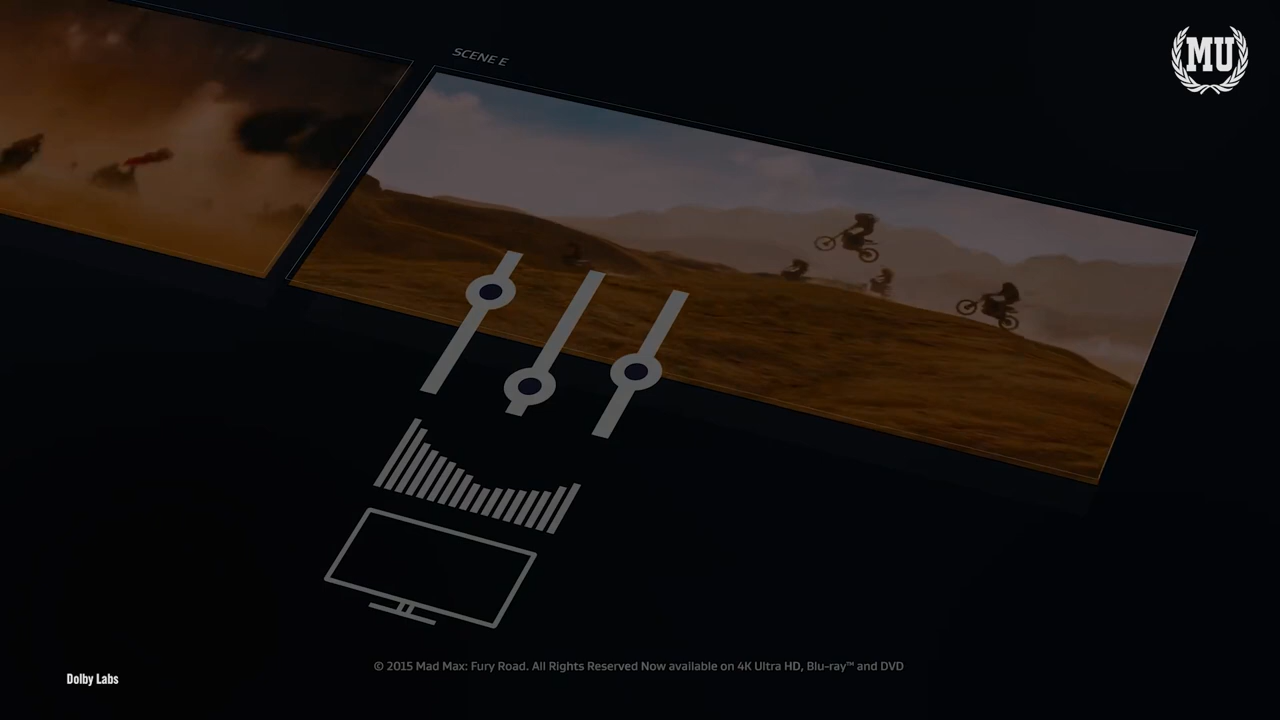 SCENE E
MU
© 2015 Mad Max: Fury Road. All Rights Reserved Now available on 4K Ultra HD, Blu-ray™ and DVD
Dolby Labs